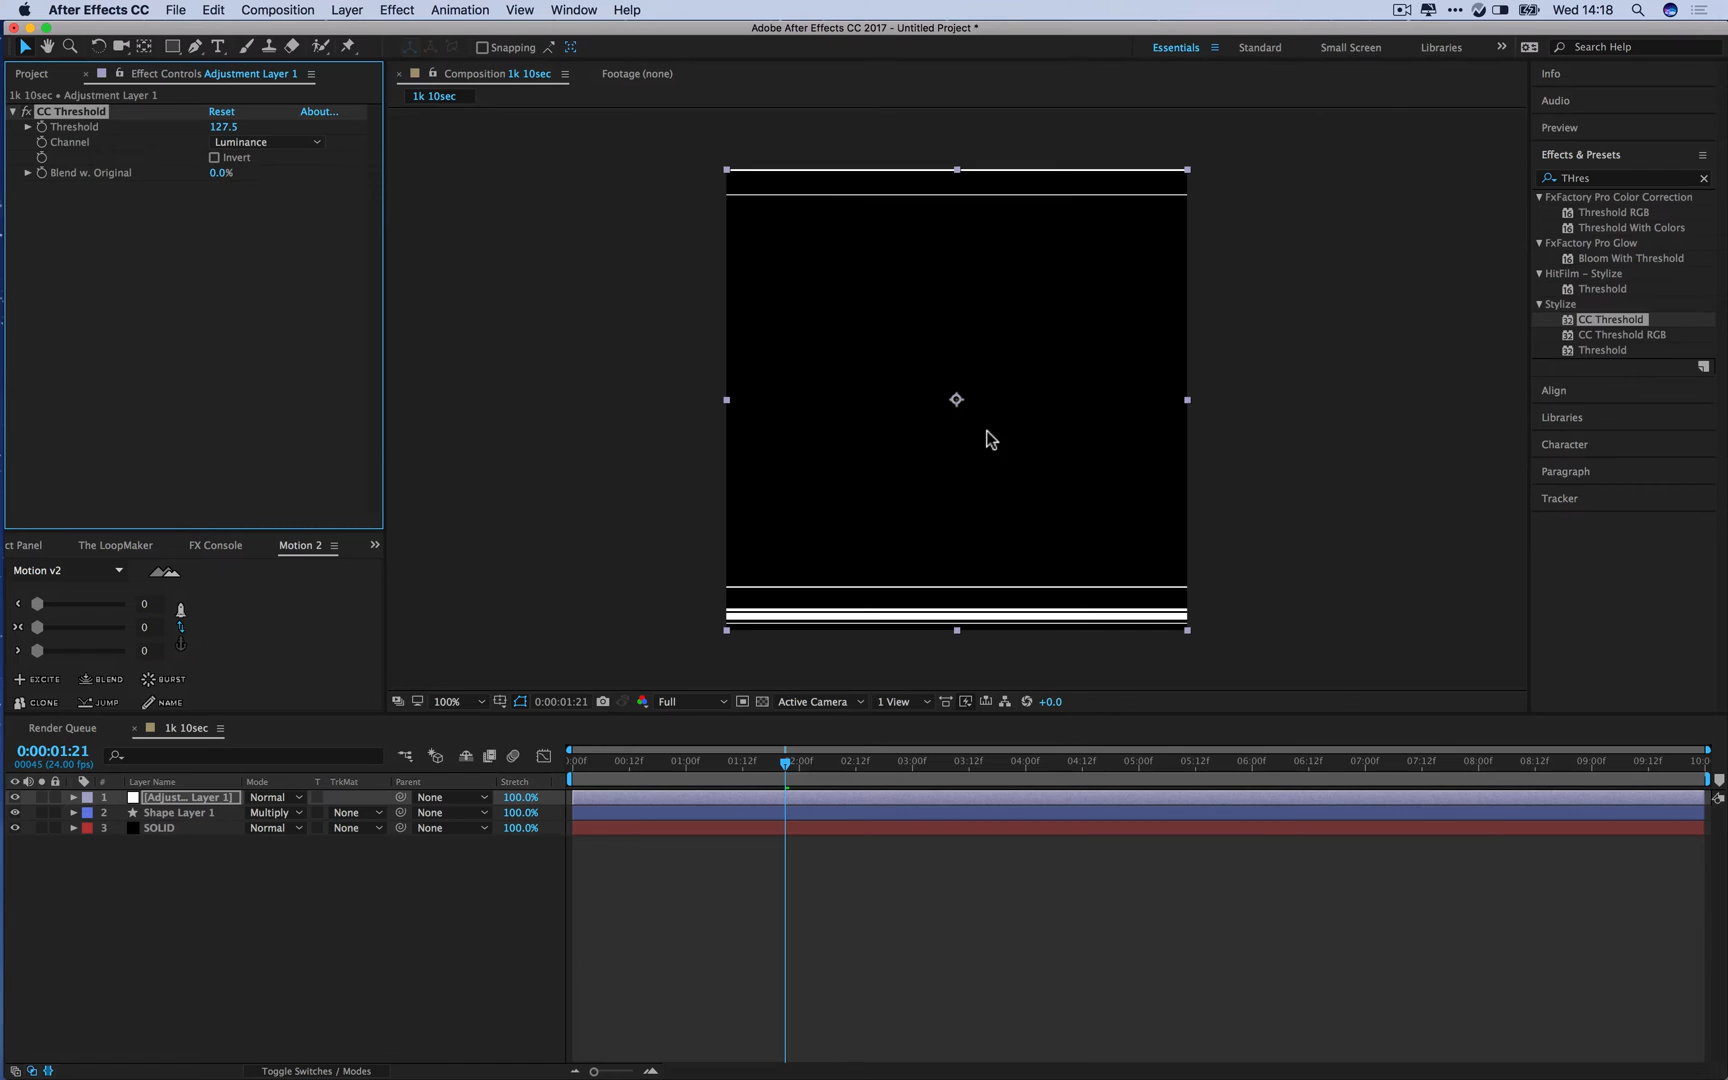 After Effects CC File Edit Composition Layer Effect Animation View Window Help Wed 14:18
Adobe After Effects CC 2017 - Untitled Project *
Snapping Essentials Standard Small Screen Libraries Search Help
Project Effect Controls Adjustment Layer 1 Composition 1k 10sec Footage (none) Info
1k 10sec • Adjustment Layer 1 1k 10sec
Audio
fx CC Threshold Reset About...
Threshold 127.5 Preview
Channel Luminance
Invert Effects & Presets
Blend w. Original 0.0%
THres
FxFactory Pro Color Correction
Threshold RGB
Threshold With Colors
FxFactory Pro Glow
Bloom With Threshold
HitFilm – Stylize
Threshold
Stylize
CC Threshold
CC Threshold RGB
Threshold
Align
Libraries
Character
Paragraph
Tracker
ct Panel The LoopMaker FX Console Motion 2
Motion v2
0
0
0
EXCITE BLEND BURST
CLONE JUMP NAME
100% 0:00:01:21 Full Active Camera 1 View +0.0
Render Queue 1k 10sec
0:00:01:21
00045 (24.00 fps)
:00f 00:12f 01:00f 01:12f 02:00f 02:12f 03:00f 03:12f 04:00f 04:12f 05:00f 05:12f 06:00f 06:12f 07:00f 07:12f 08:00f 08:12f 09:00f 09:12f 10:0
# Layer Name Mode T TrkMat Parent Stretch
1 [Adjust... Layer 1] Normal None 100.0%
2 Shape Layer 1 Multiply None None 100.0%
3 SOLID Normal None None 100.0%
Toggle Switches / Modes